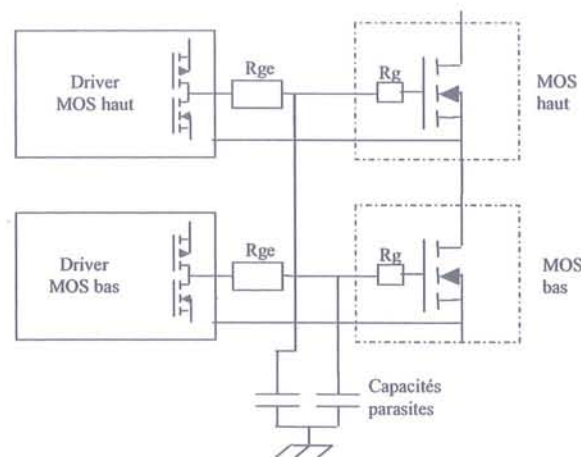 Driver
MOS haut
Rge
Rg
MOS
haut
Driver
MOS bas
Rge
Rg
MOS
bas
Capacités
parasites